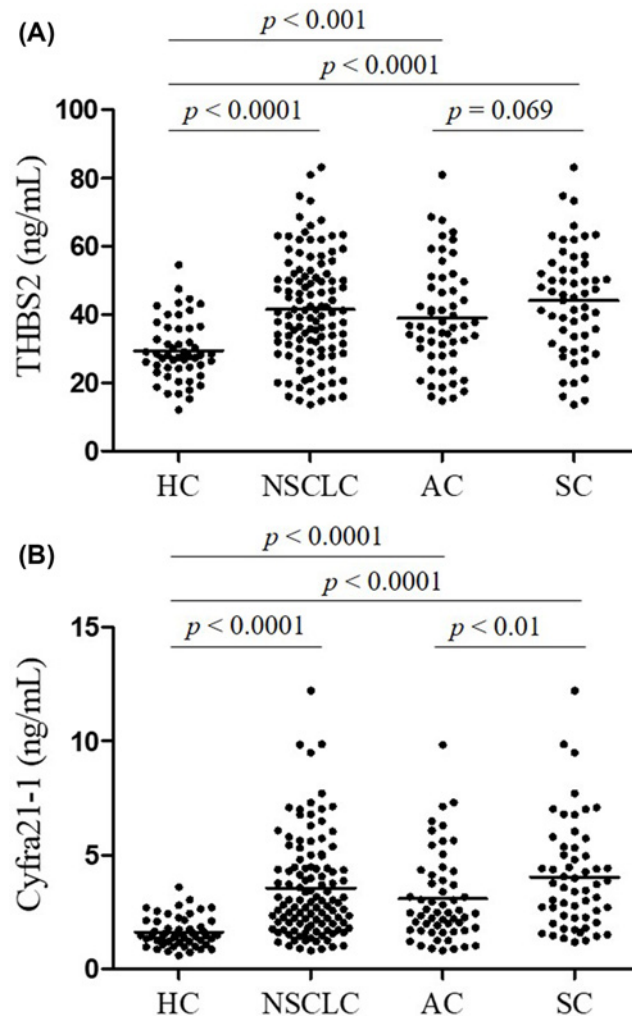 (A)
p < 0.001
p < 0.0001
p < 0.0001 p = 0.069
THBS2 (ng/mL)
100
80
60
40
20
0
HC NSCLC AC SC
(B)
p < 0.0001
p < 0.0001
p < 0.0001 p < 0.01
Cyfra21-1 (ng/mL)
15
10
5
0
HC NSCLC AC SC